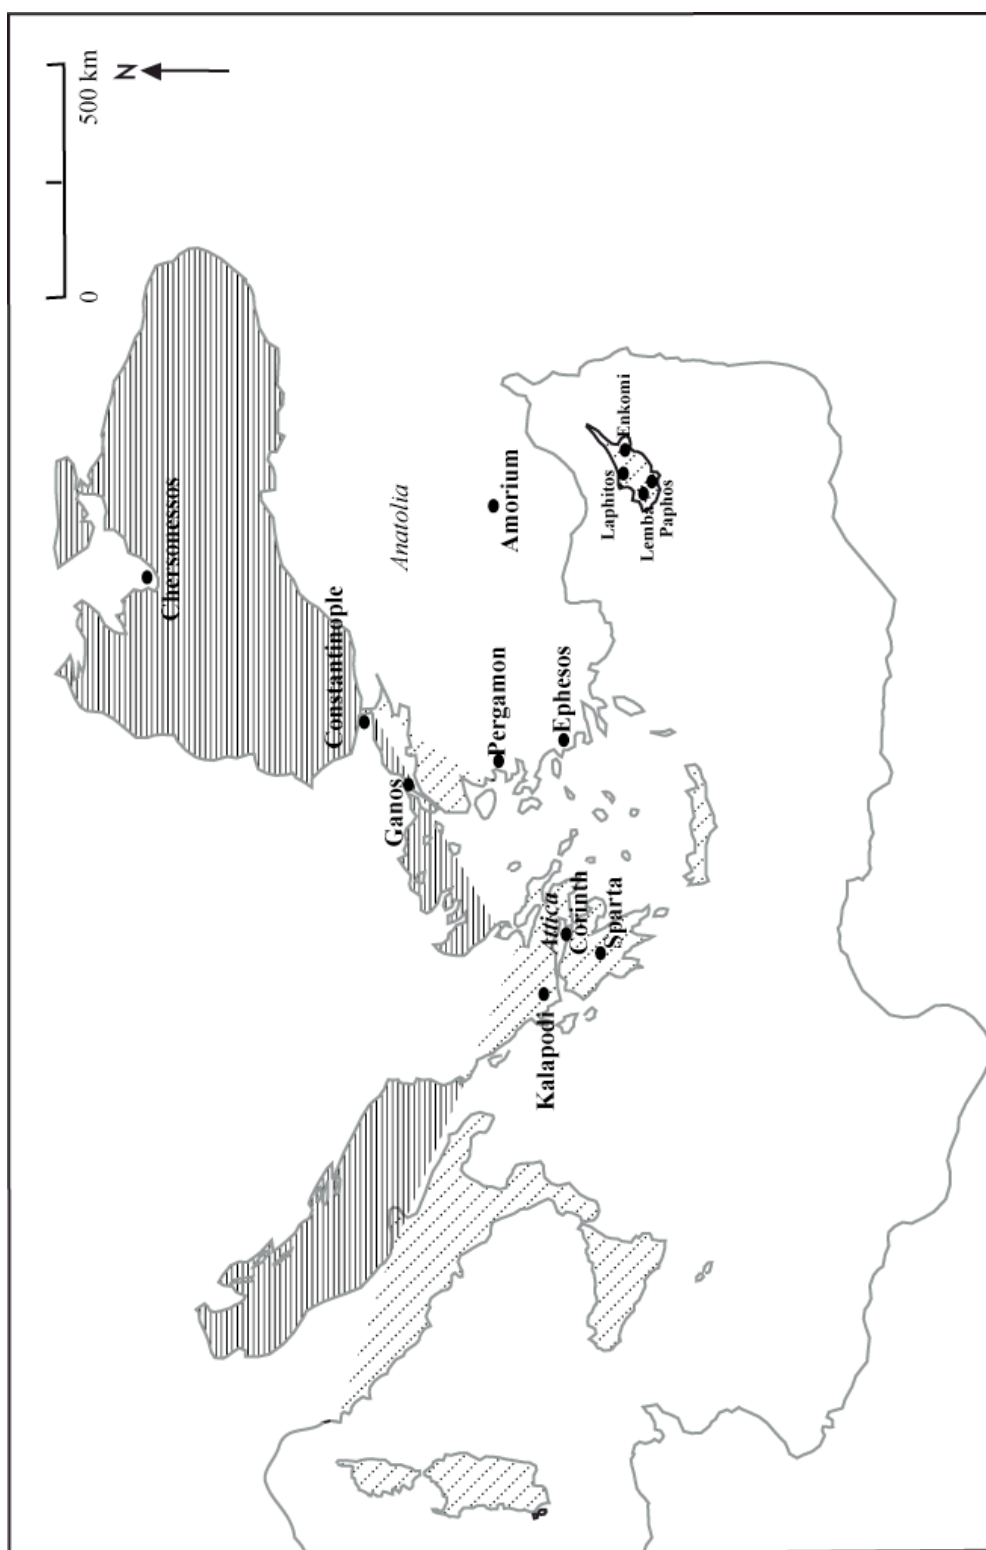 0
500 km
N
Chersonessos
Constantinople
Anatolia
Ganos
Amorium
Pergamon
Ephesos
Laphitos
Enkomi
Lemba
Paphos
Attica
Corinth
Sparta
Kalapodi